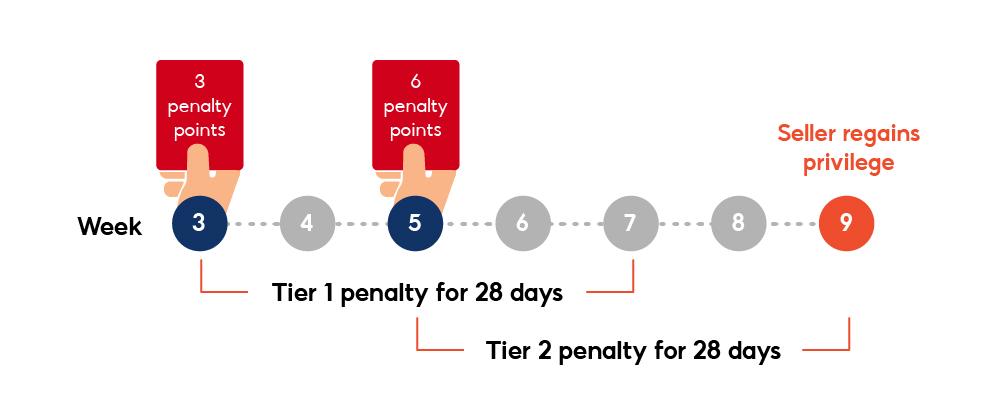 3
penalty
points
6
penalty
points
Seller regains
privilege
Week
3
4
5
6
7
8
9
Tier 1 penalty for 28 days
Tier 2 penalty for 28 days